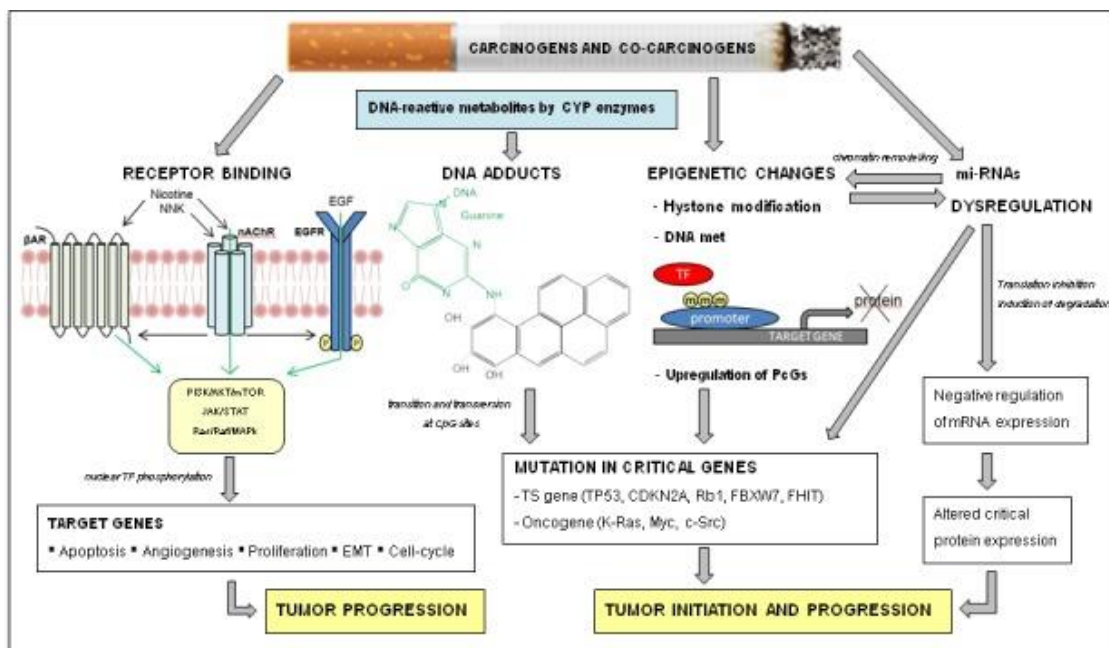 CARCINOGENS AND CO-CARCINOGENS
DNA-reactive metabolites by CYP enzymes
RECEPTOR BINDING
Nicotine
NNK
βAR
nAChR
EGF
EGFR
P
P
PI3K/AKT/mTOR
JAK/STAT
Ras/Raf/MAPk
nuclear TF phosphorylation
TARGET GENES
▪ Apoptosis ▪ Angiogenesis ▪ Proliferation ▪ EMT ▪ Cell-cycle
TUMOR PROGRESSION
DNA ADDUCTS
DNA
Guanine
N
N
N
N
O
NH
OH
OH
OH
transition and transversion
at CpG sites
EPIGENETIC CHANGES
- Hystone modification
- DNA met
TF
m m m
promoter
protein
TARGET GENE
- Upregulation of PcGs
chromatin remodelling
mi-RNAs
DYSREGULATION
Translation inhibition
Induction of degradation
Negative regulation
of mRNA expression
Altered critical
protein expression
MUTATION IN CRITICAL GENES
- TS gene (TP53, CDKN2A, Rb1, FBXW7, FHIT)
- Oncogene (K-Ras, Myc, c-Src)
TUMOR INITIATION AND PROGRESSION